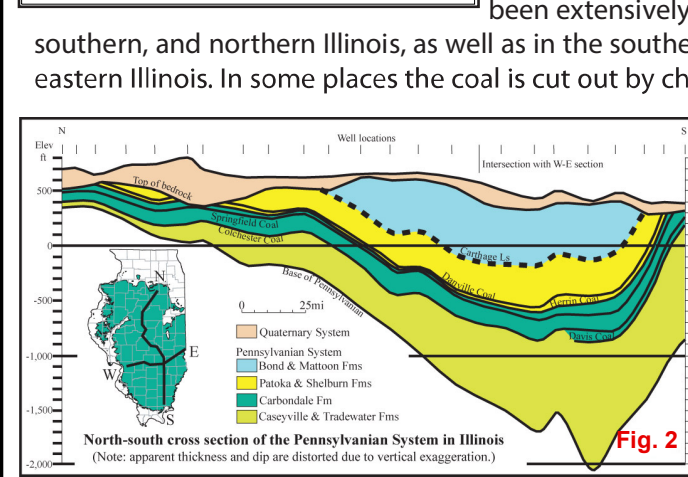 been extensively
southern, and northern Illinois, as well as in the southe
eastern Illinois. In some places the coal is cut out by ch
N
Well locations
S
Elev
ft
Intersection with W-E section
500
0
-500
-1,000
-1,500
-2,000
Top of bedrock
Springfield Coal
Colchester Coal
Base of Pennsylvanian
Carthage Ls
Danville Coal
Herrin Coal
Davis Coal
N
E
W
S
0 25mi
Quaternary System
Pennsylvanian System
Bond & Mattoon Fms
Patoka & Shelburn Fms
Carbondale Fm
Caseyville & Tradewater Fms
North-south cross section of the Pennsylvanian System in Illinois
(Note: apparent thickness and dip are distorted due to vertical exaggeration.)
Fig. 2